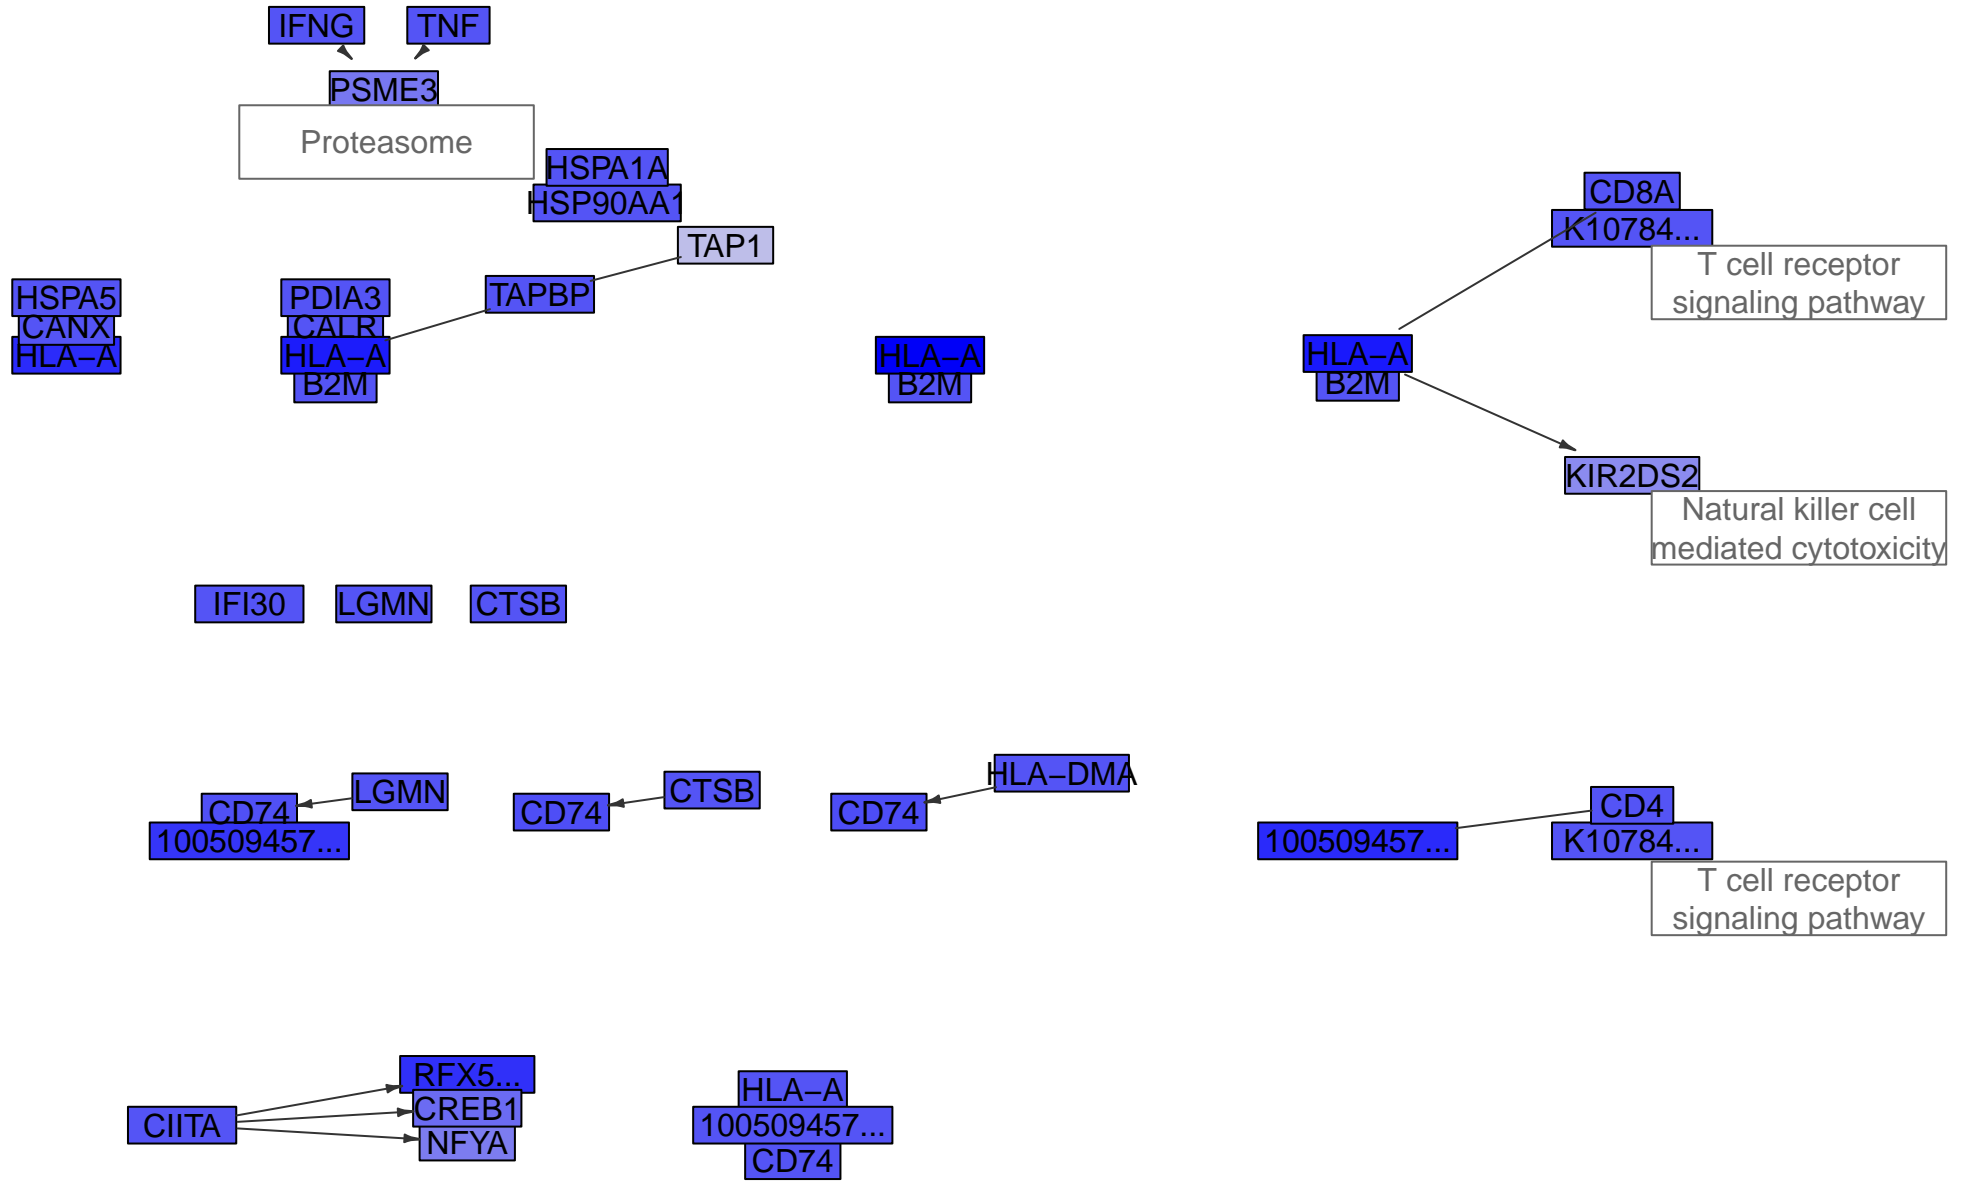 IFNG
TNF
PSME3
Proteasome
HSPA1A
HSP90AA1
TAP1
TAPBP
HSPA5
CANX
HLA−A
PDIA3
CALR
HLA−A
B2M
HLA−A
B2M
CD8A
K10784...
T cell receptor
signaling pathway
HLA−A
B2M
KIR2DS2
Natural killer cell
mediated cytotoxicity
IFI30
LGMN
CTSB
CD74
LGMN
100509457...
CD74
CTSB
CD74
HLA−DMA
100509457...
CD4
K10784...
T cell receptor
signaling pathway
CIITA
RFX5...
CREB1
NFYA
HLA−A
100509457...
CD74